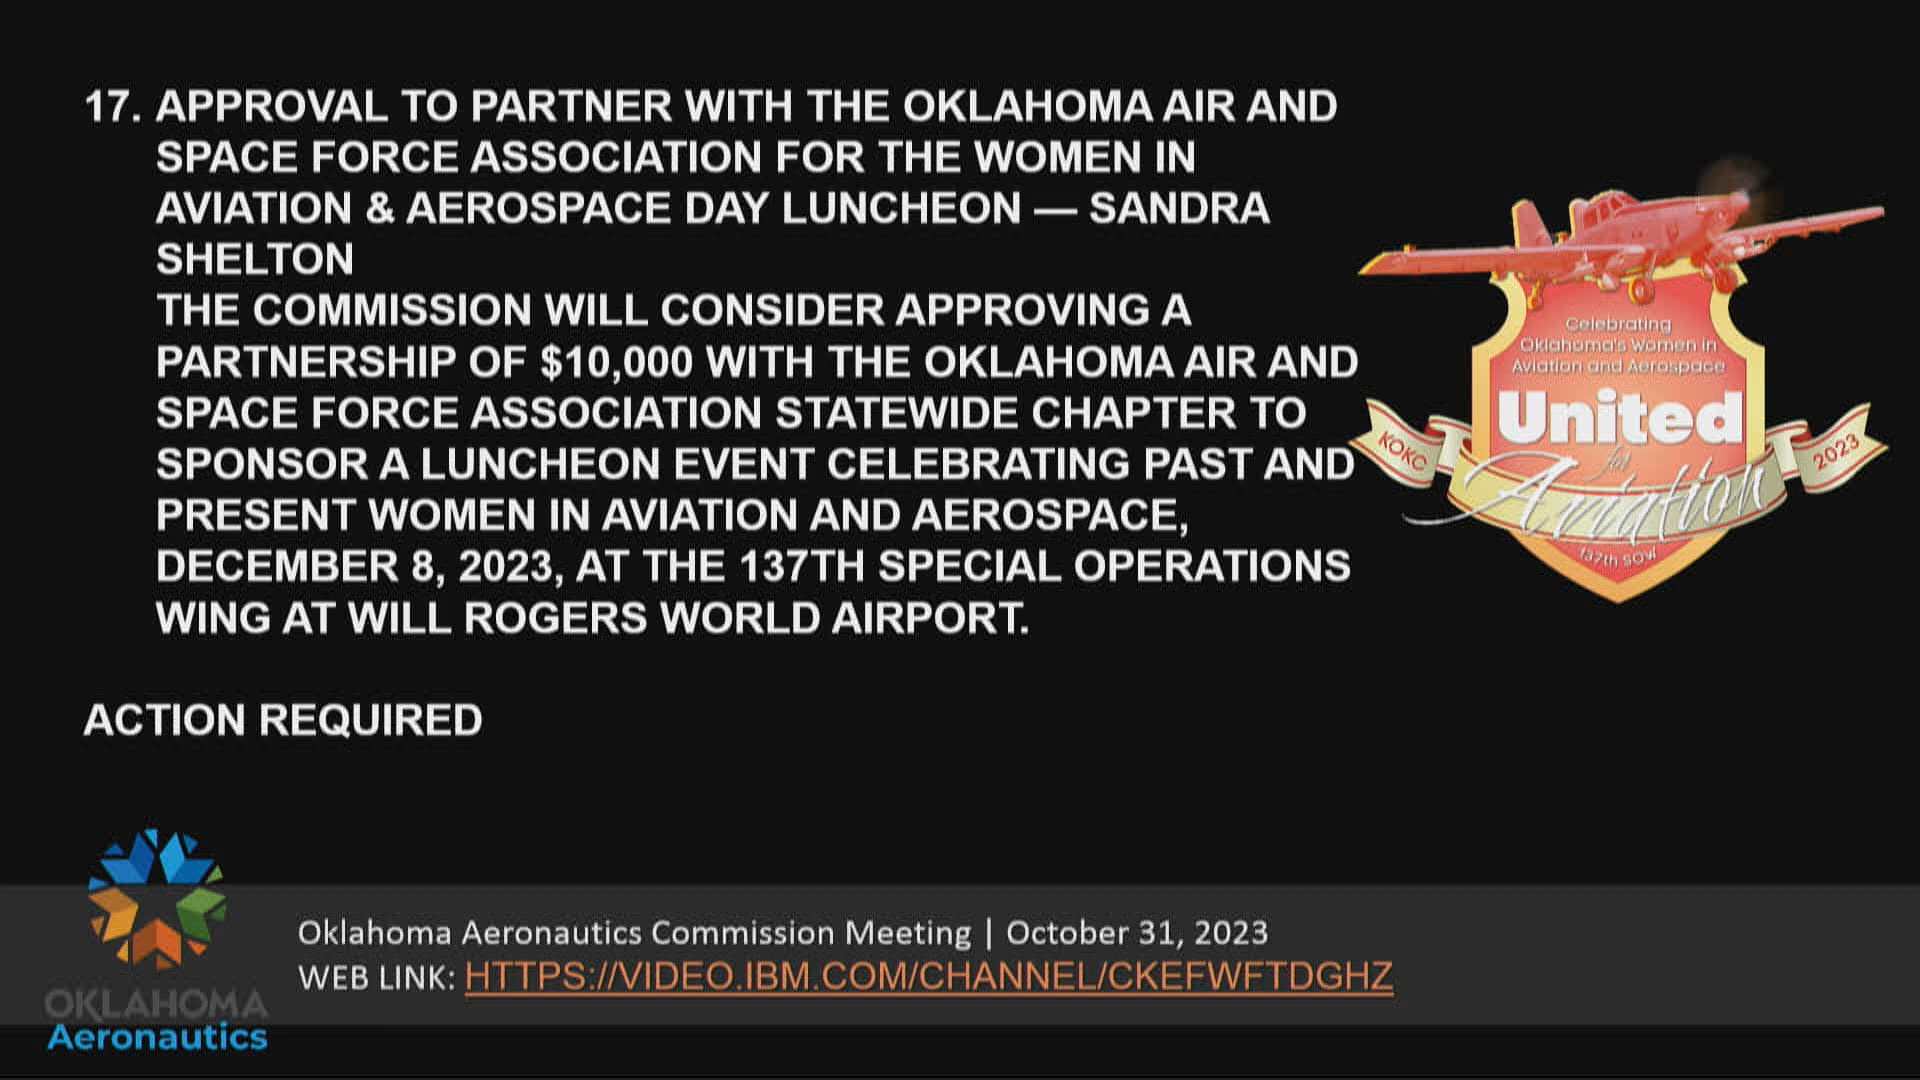 17. APPROVAL TO PARTNER WITH THE OKLAHOMA AIR AND
SPACE FORCE ASSOCIATION FOR THE WOMEN IN
AVIATION & AEROSPACE DAY LUNCHEON — SANDRA
SHELTON
THE COMMISSION WILL CONSIDER APPROVING A
PARTNERSHIP OF $10,000 WITH THE OKLAHOMA AIR AND
SPACE FORCE ASSOCIATION STATEWIDE CHAPTER TO
SPONSOR A LUNCHEON EVENT CELEBRATING PAST AND
PRESENT WOMEN IN AVIATION AND AEROSPACE,
DECEMBER 8, 2023, AT THE 137TH SPECIAL OPERATIONS
WING AT WILL ROGERS WORLD AIRPORT.
ACTION REQUIRED
Celebrating
Oklahoma's Women in
Aviation and Aerospace
United
for
Aviation
KOKC
2023
137th SOW
Oklahoma Aeronautics Commission Meeting | October 31, 2023
WEB LINK: HTTPS://VIDEO.IBM.COM/CHANNEL/CKEFWFTDGHZ
OKLAHOMA
Aeronautics